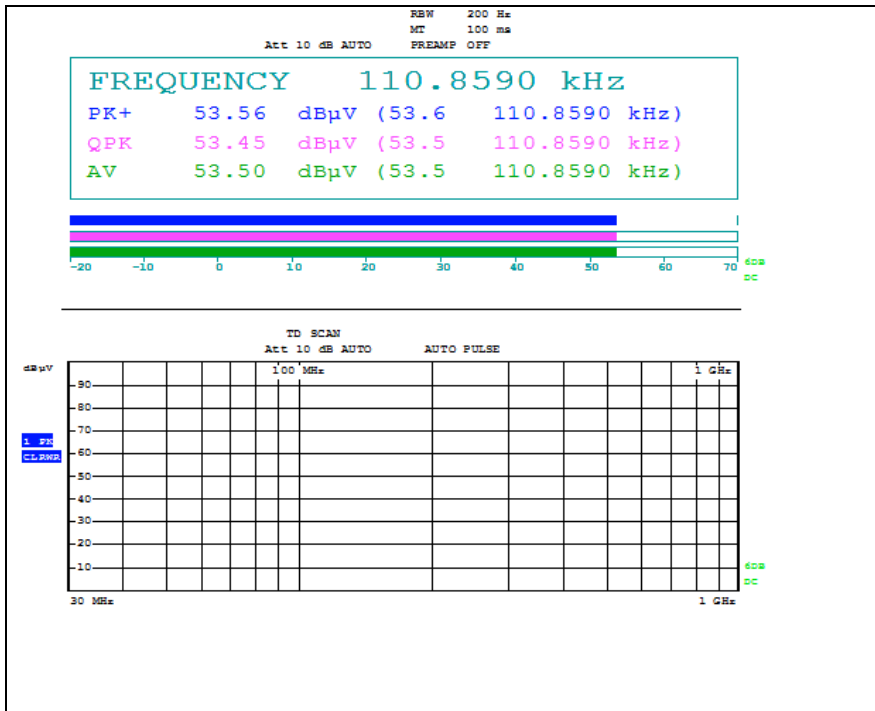 RBW 200 Hz
MT 100 ms
Att 10 dB AUTO PREAMP OFF
FREQUENCY 110.8590 kHz
PK+ 53.56 dBµV (53.6 110.8590 kHz)
QPK 53.45 dBµV (53.5 110.8590 kHz)
AV 53.50 dBµV (53.5 110.8590 kHz)
-20 -10 0 10 20 30 40 50 60 70
6DB
DC
TD SCAN
Att 10 dB AUTO AUTO PULSE
dBµV
100 MHz 1 GHz
90
80
70
1 PK
CLRWR
60
50
40
30
20
10
6DB
DC
30 MHz 1 GHz